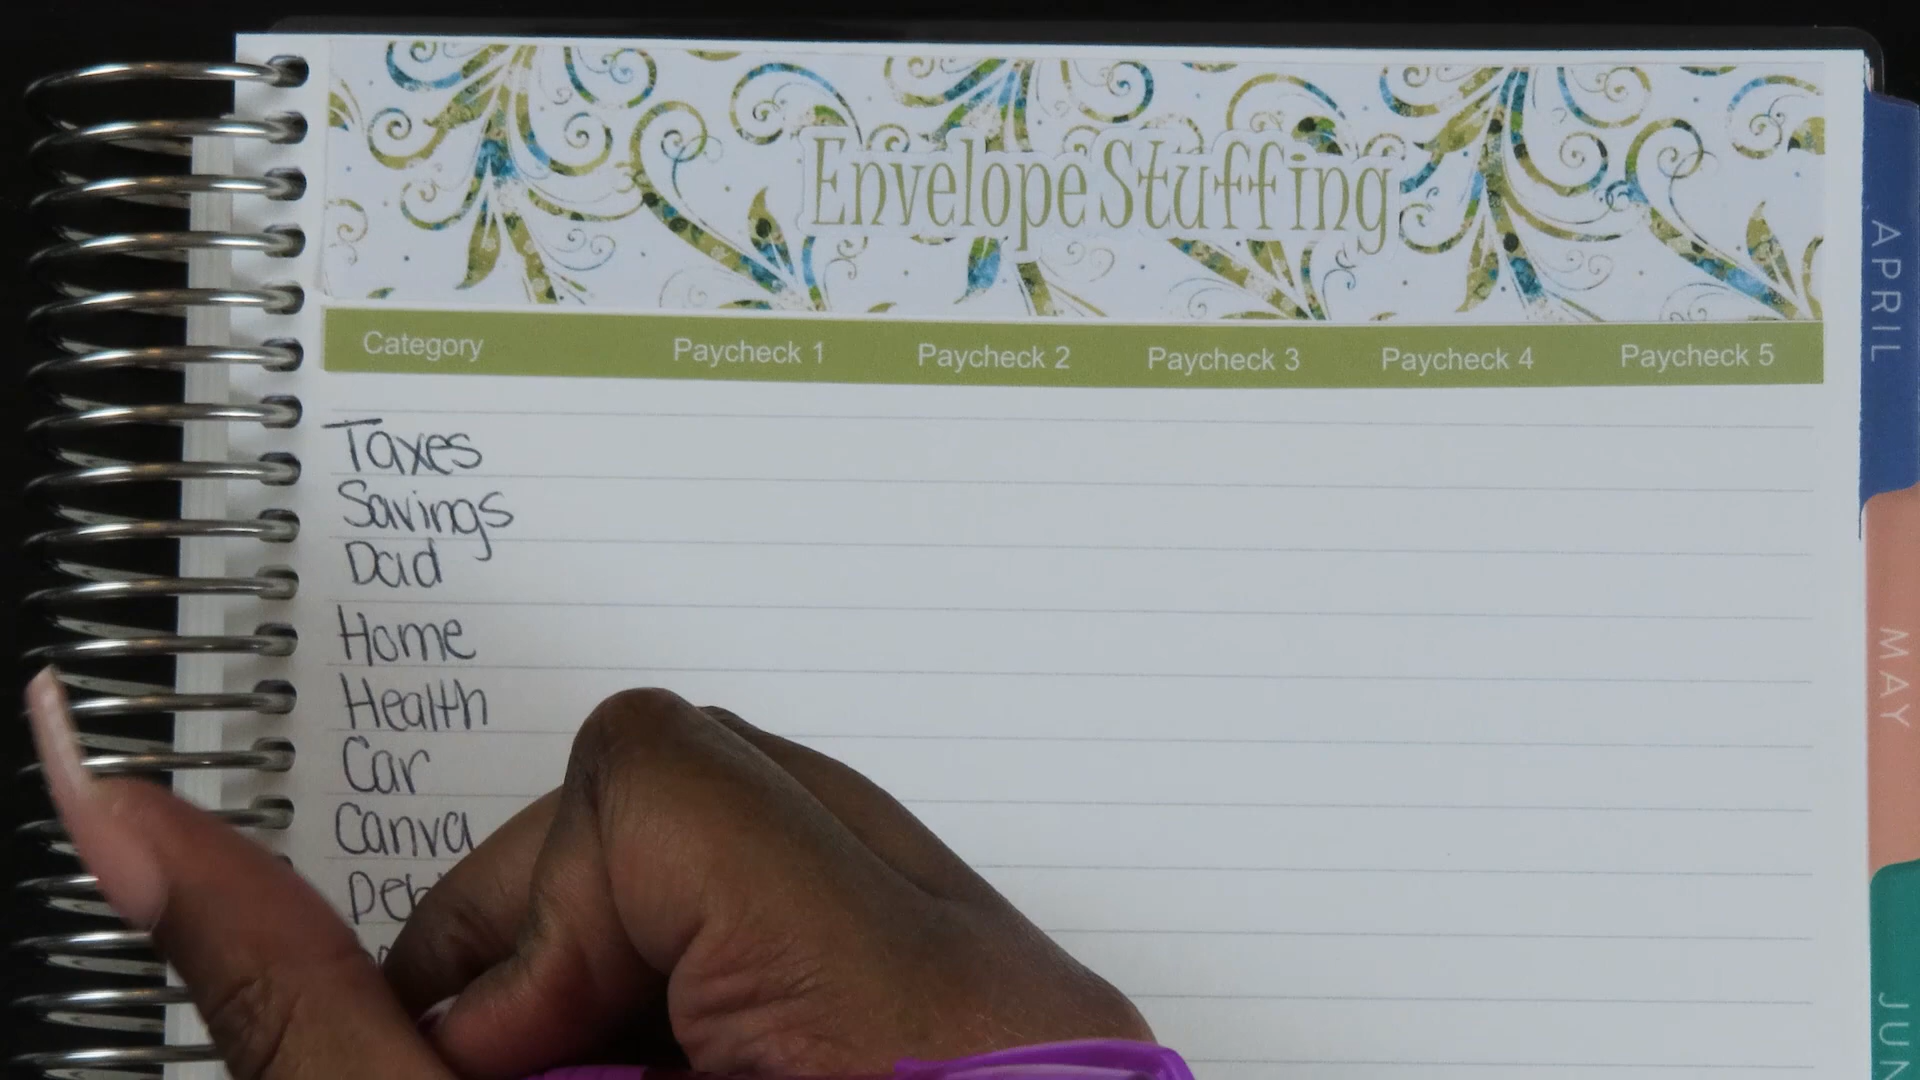 Envelope Stuffing
Category Paycheck 1 Paycheck 2 Paycheck 3 Paycheck 4 Paycheck 5
Taxes
Savings
Dad
Home
Health
Car
Canva
APRIL
MAY